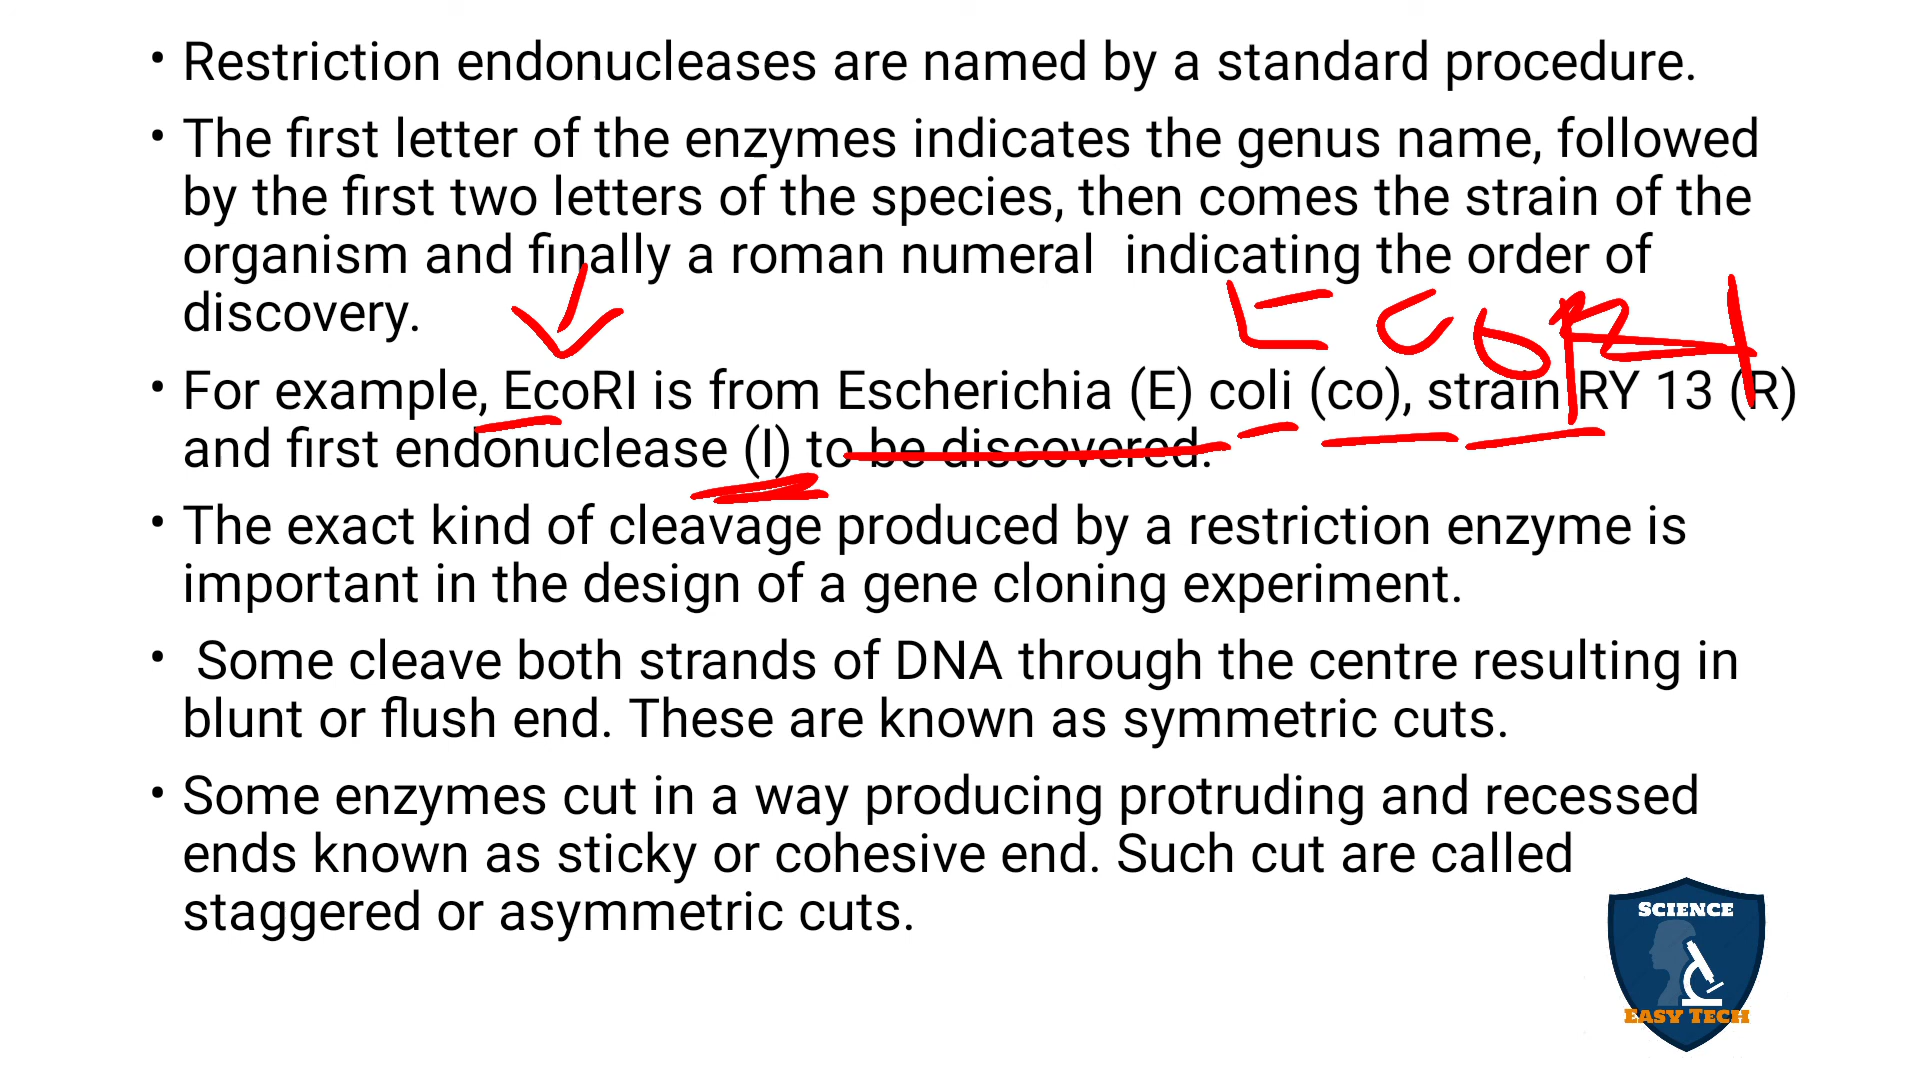 • Restriction endonucleases are named by a standard procedure.
• The first letter of the enzymes indicates the genus name, followed
by the first two letters of the species, then comes the strain of the
organism and finally a roman numeral indicating the order of
discovery.
E co R I
• For example, EcoRI is from Escherichia (E) coli (co), strain RY 13 (R)
and first endonuclease (I) to be discovered.
• The exact kind of cleavage produced by a restriction enzyme is
important in the design of a gene cloning experiment.
• Some cleave both strands of DNA through the centre resulting in
blunt or flush end. These are known as symmetric cuts.
• Some enzymes cut in a way producing protruding and recessed
ends known as sticky or cohesive end. Such cut are called
staggered or asymmetric cuts.
SCIENCE
EASY TECH